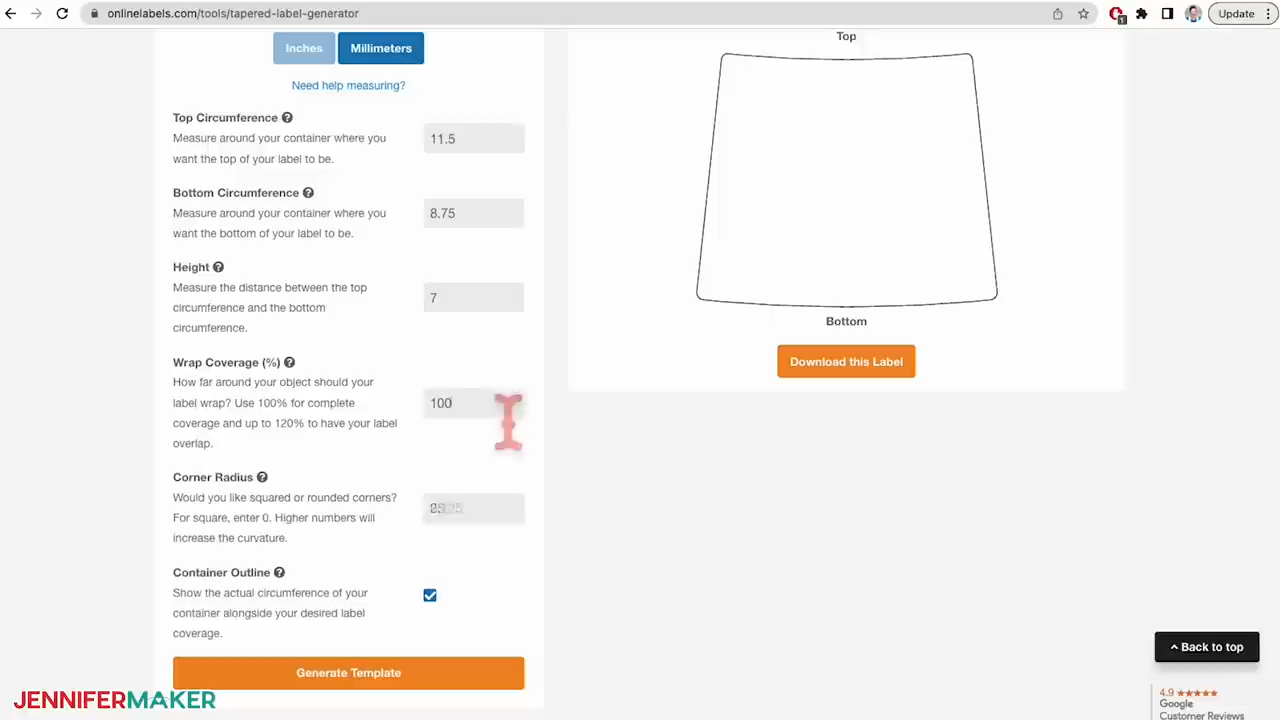 onlinelabels.com/tools/tapered-label-generator
1
Update
Inches
Millimeters
Need help measuring?
Top Circumference ?
Measure around your container where you
want the top of your label to be.
11.5
Bottom Circumference ?
Measure around your container where you
want the bottom of your label to be.
8.75
Height ?
Measure the distance between the top
circumference and the bottom
circumference.
7
Wrap Coverage (%) ?
How far around your object should your
label wrap? Use 100% for complete
coverage and up to 120% to have your label
overlap.
100
Corner Radius ?
Would you like squared or rounded corners?
For square, enter 0. Higher numbers will
increase the curvature.
Container Outline ?
Show the actual circumference of your
container alongside your desired label
coverage.
Generate Template
Top
Bottom
Download this Label
Back to top
4.9 ★★★★★
Google
Customer Reviews
JENNIFERMAKER